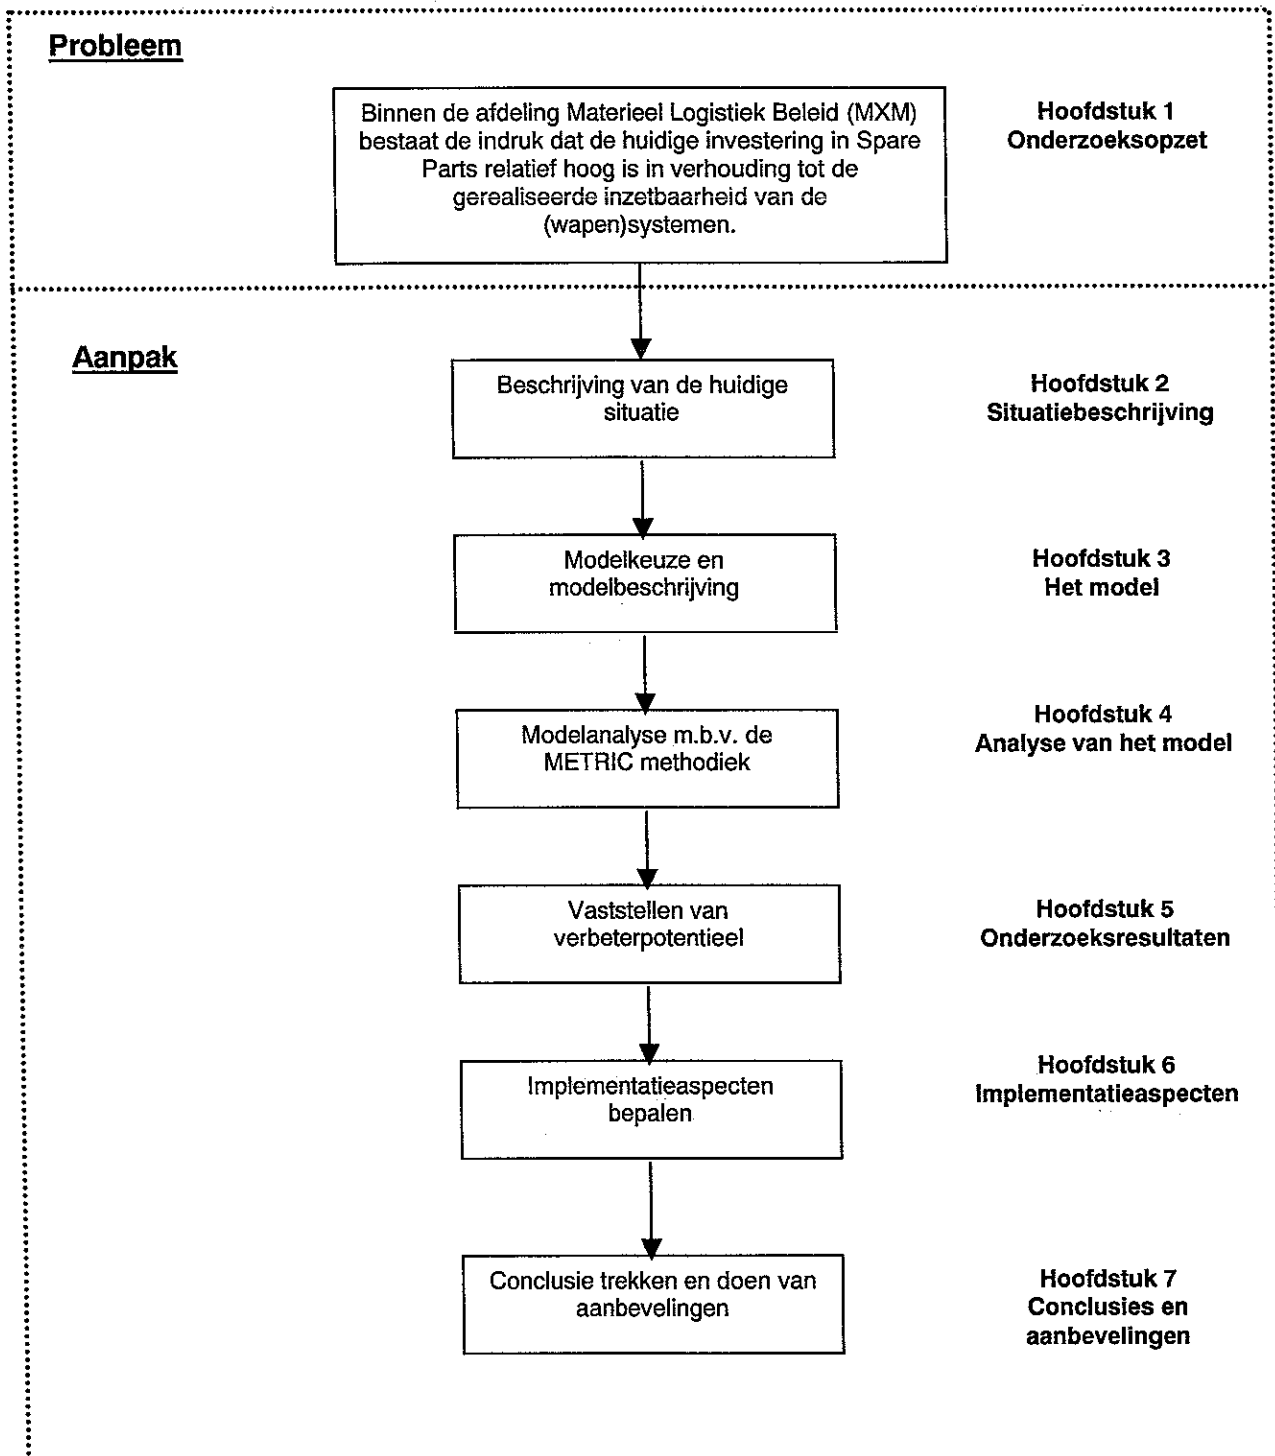 Probleem
Binnen de afdeling Materieel Logistiek Beleid (MXM)
bestaat de indruk dat de huidige investering in Spare
Parts relatief hoog is in verhouding tot de
gerealiseerde inzetbaarheid van de
(wapen)systemen.
Hoofdstuk 1
Onderzoeksopzet
Aanpak
Beschrijving van de huidige
situatie
Hoofdstuk 2
Situatiebeschrijving
Modelkeuze en
modelbeschrijving
Hoofdstuk 3
Het model
Modelanalyse m.b.v. de
METRIC methodiek
Hoofdstuk 4
Analyse van het model
Vaststellen van
verbeterpotentieel
Hoofdstuk 5
Onderzoeksresultaten
Implementatieaspecten
bepalen
Hoofdstuk 6
Implementatieaspecten
Conclusie trekken en doen van
aanbevelingen
Hoofdstuk 7
Conclusies en
aanbevelingen